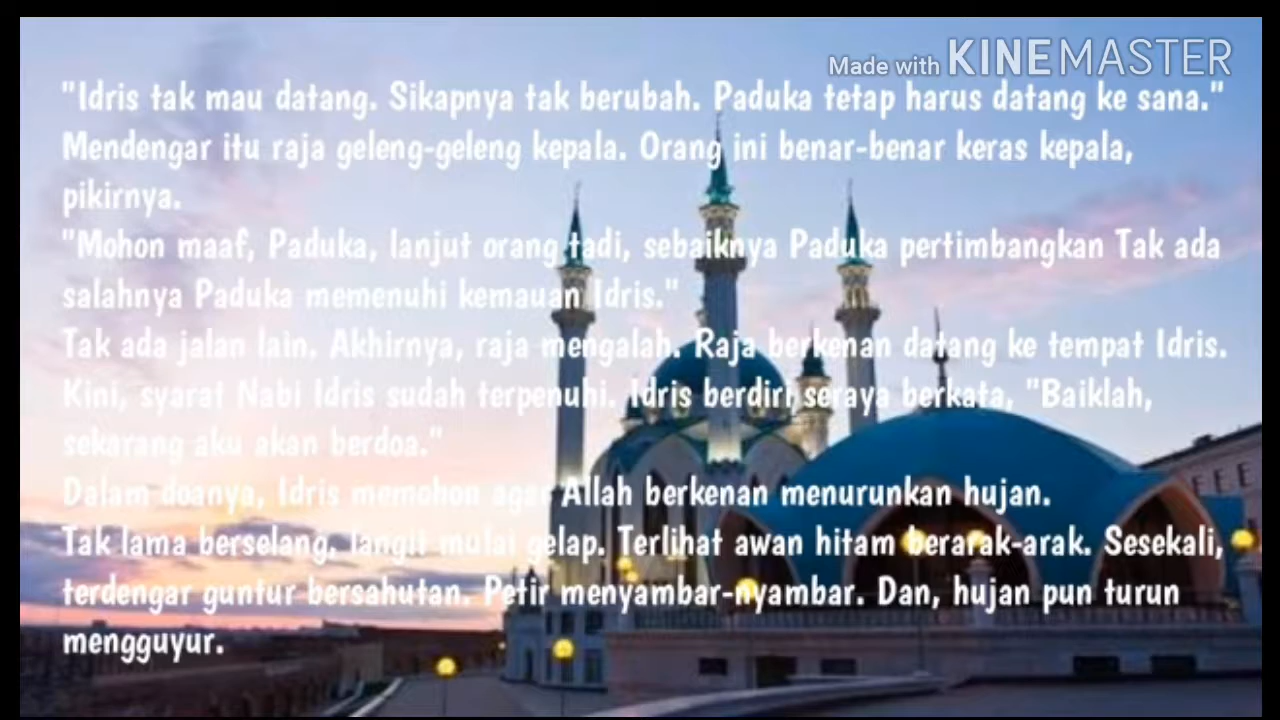 Made with KINEMASTER
"Idris tak mau datang. Sikapnya tak berubah. Paduka tetap harus datang ke sana."
Mendengar itu raja geleng-geleng kepala. Orang ini benar-benar keras kepala,
pikirnya.
"Mohon maaf, Paduka, lanjut orang tadi, sebaiknya Paduka pertimbangkan Tak ada
salahnya Paduka memenuhi kemauan Idris."
Tak ada jalan lain. Akhirnya, raja mengalah. Raja berkenan datang ke tempat Idris.
Kini, syarat Nabi Idris sudah terpenuhi. Idris berdiri seraya berkata, "Baiklah,
sekarang aku akan berdoa."
Dalam doanya, Idris memohon agar Allah berkenan menurunkan hujan.
Tak lama berselang, langit mulai gelap. Terlihat awan hitam berarak-arak. Sesekali,
terdengar guntur bersahutan. Petir menyambar-nyambar. Dan, hujan pun turun
mengguyur.